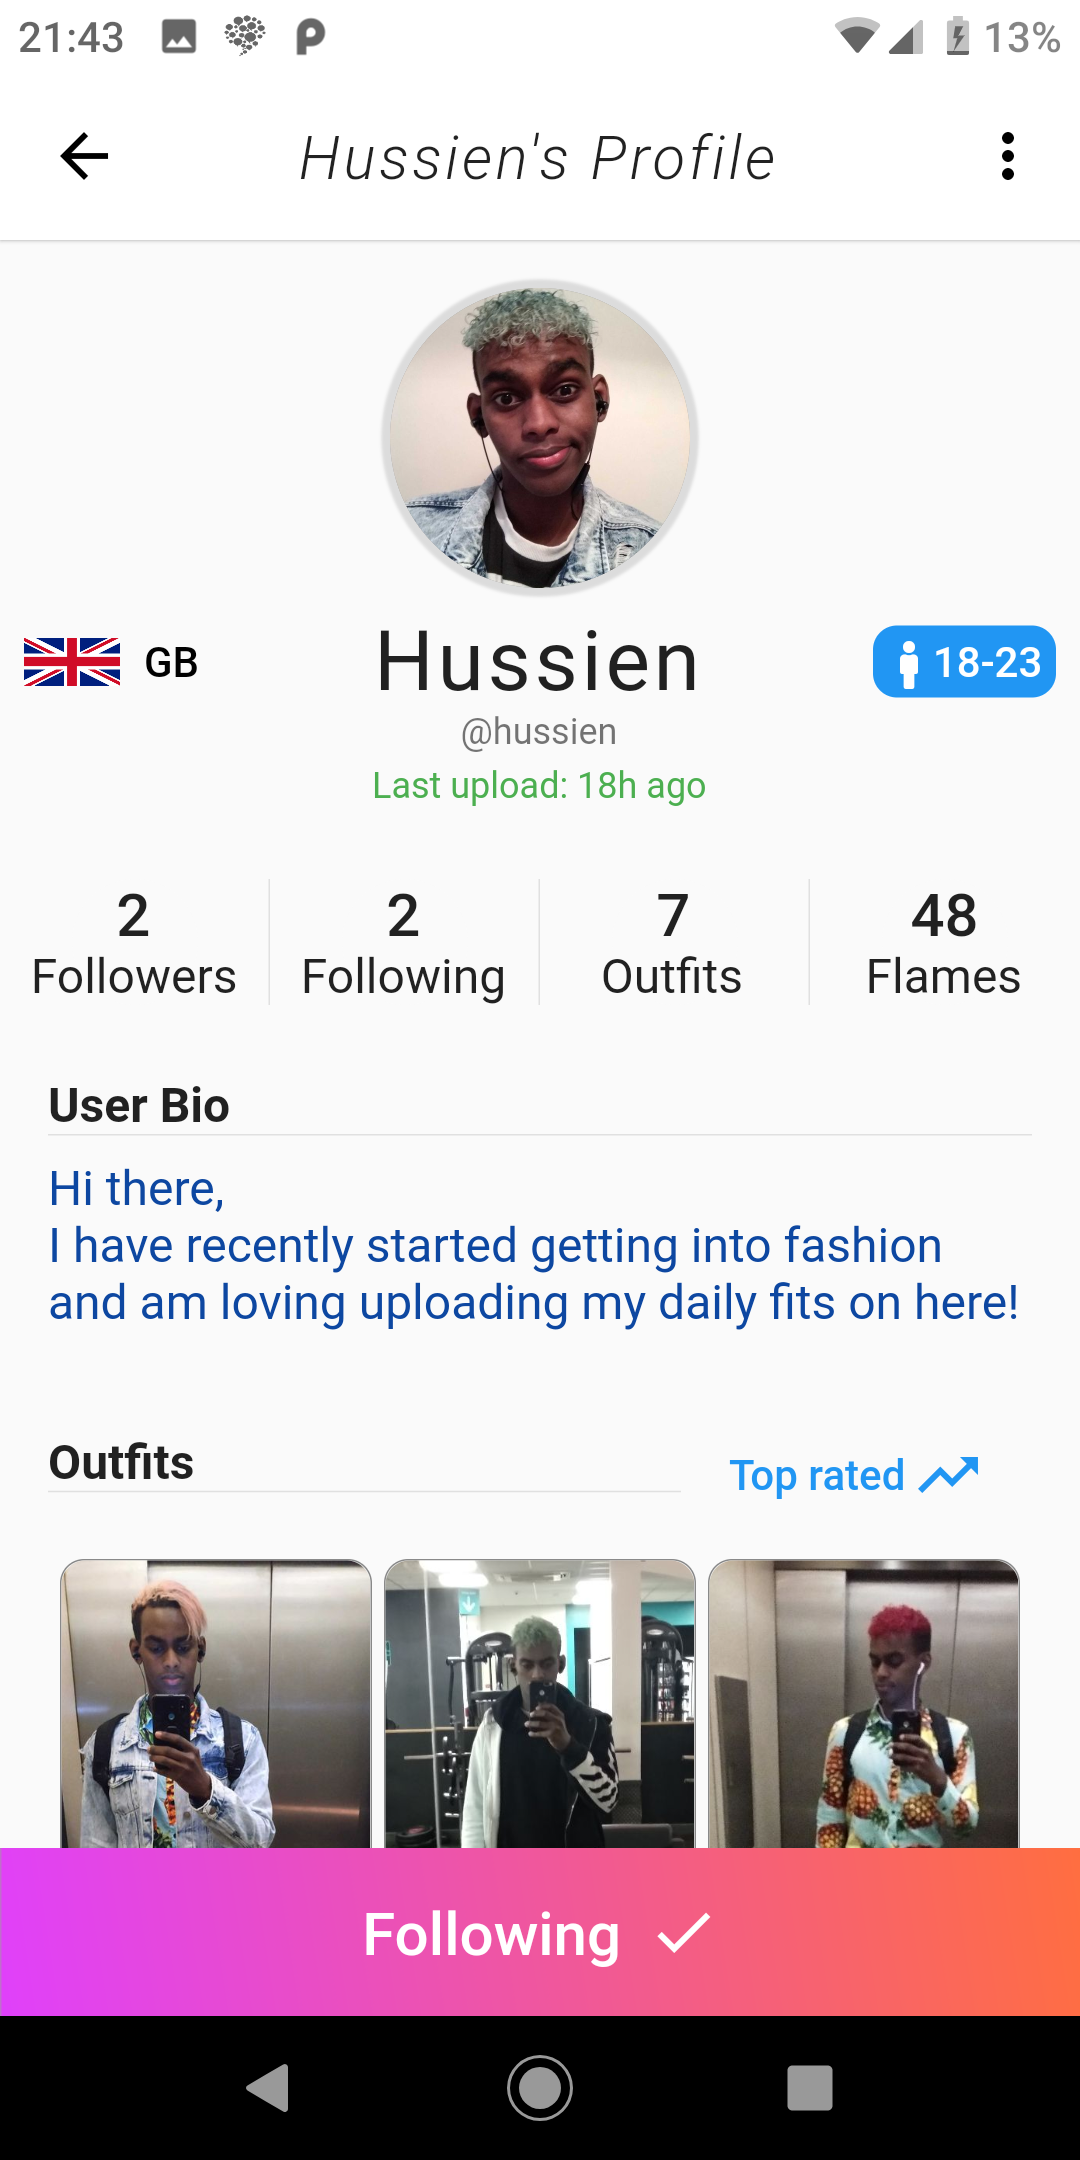 21:43 13%
Hussien's Profile
GB Hussien 18-23
@hussien
Last upload: 18h ago
2 2 7 48
Followers Following Outfits Flames
User Bio
Hi there,
I have recently started getting into fashion
and am loving uploading my daily fits on here!
Outfits Top rated
Following